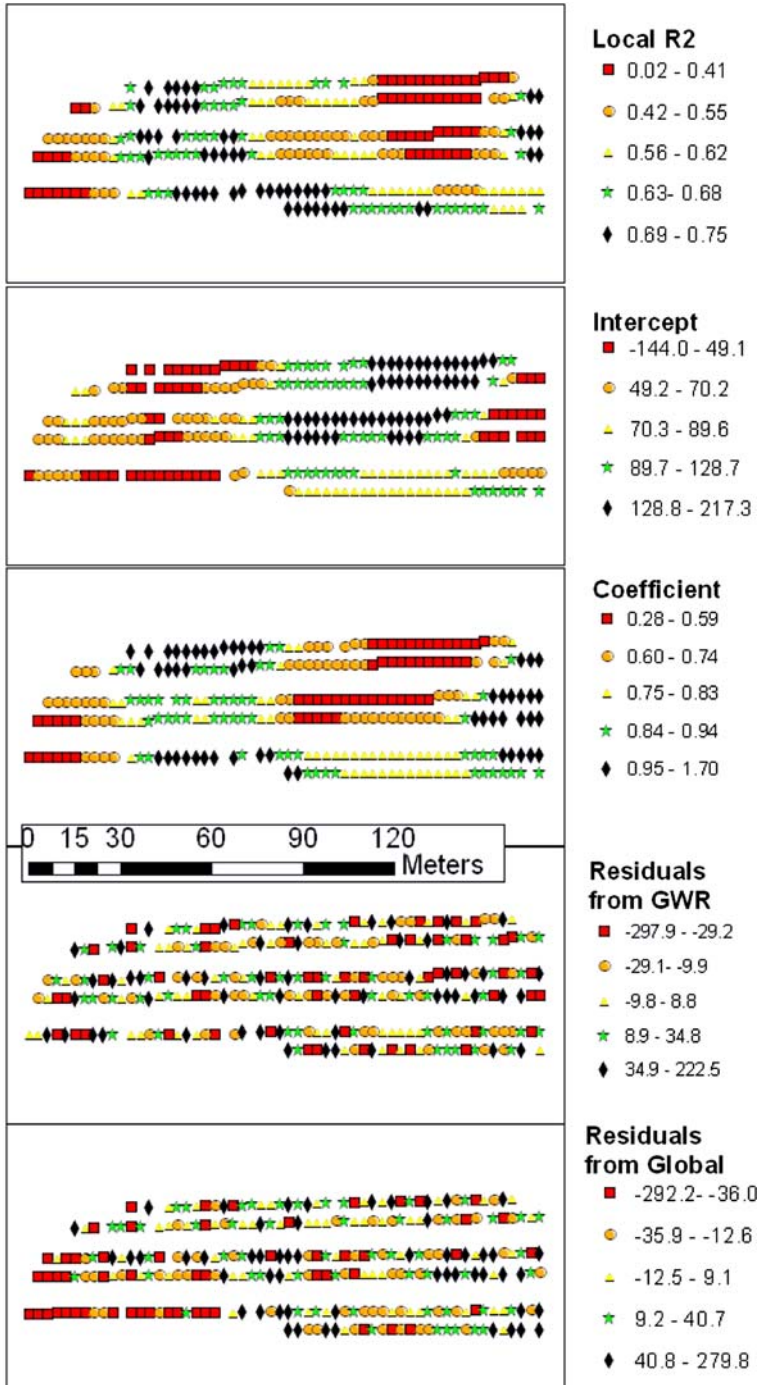 Local R2
0.02 - 0.41
0.42 - 0.55
0.56 - 0.62
0.63- 0.68
0.69 - 0.75
Intercept
-144.0 - 49.1
49.2 - 70.2
70.3 - 89.6
89.7 - 128.7
128.8 - 217.3
Coefficient
0.28 - 0.59
0.60 - 0.74
0.75 - 0.83
0.84 - 0.94
0.95 - 1.70
0 15 30 60 90 120
Meters
Residuals
from GWR
-297.9 - -29.2
-29.1- -9.9
-9.8 - 8.8
8.9 - 34.8
34.9 - 222.5
Residuals
from Global
-292.2- -36.0
-35.9 - -12.6
-12.5 - 9.1
9.2 - 40.7
40.8 - 279.8